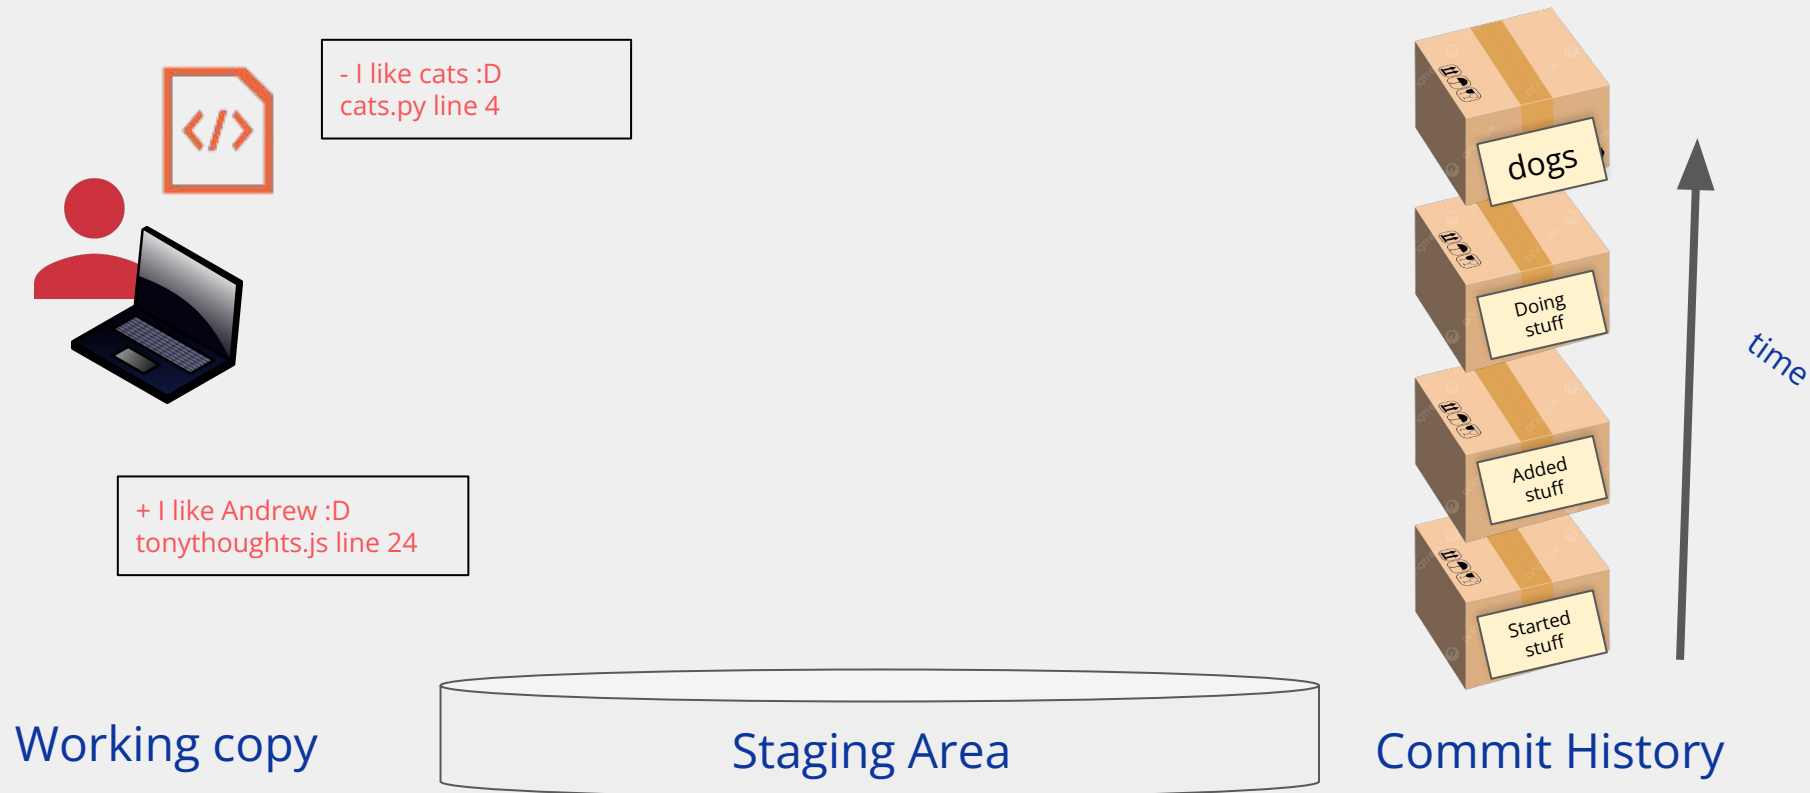 - I like cats :D
cats.py line 4
+ I like Andrew :D
tonythoughts.js line 24
Working copy
Staging Area
dogs
Doing
stuff
Added
stuff
Started
stuff
time
Commit History